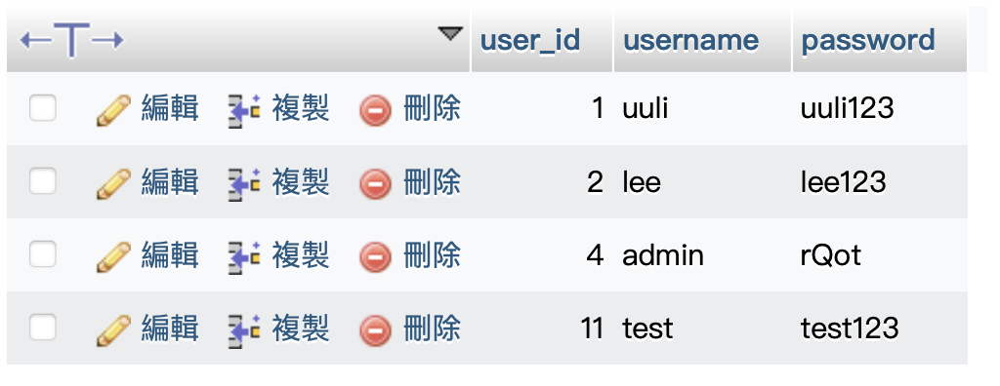 ←T→ user_id username password
編輯 複製 刪除 1 uuli uuli123
編輯 複製 刪除 2 lee lee123
編輯 複製 刪除 4 admin rQot
編輯 複製 刪除 11 test test123